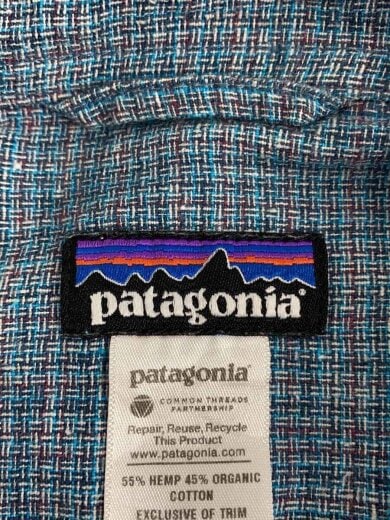 patagonia®
patagonia®
COMMON THREADS
PARTNERSHIP
Repair, Reuse, Recycle
This Product
www.patagonia.com
55% HEMP 45% ORGANIC
COTTON
EXCLUSIVE OF TRIM